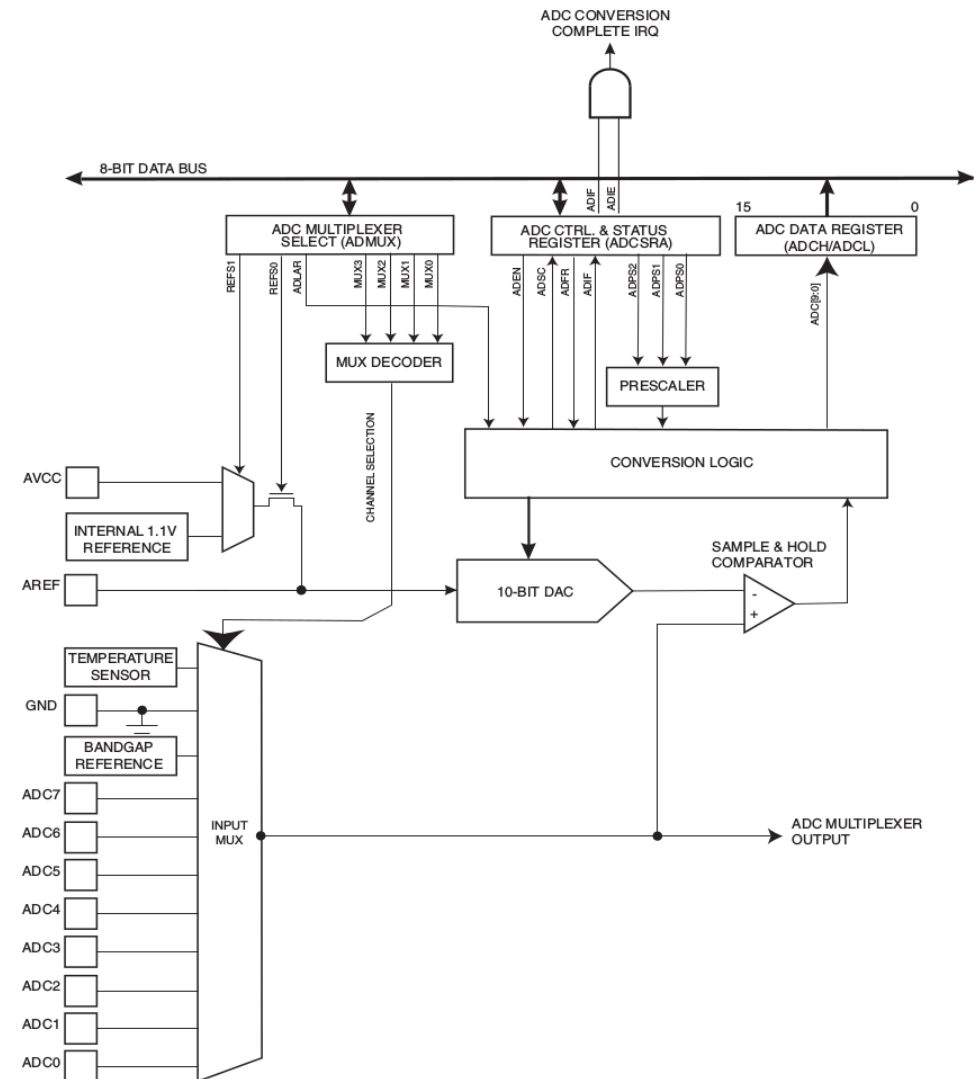 ADC CONVERSION
COMPLETE IRQ
8-BIT DATA BUS
ADIF
ADIE
15
0
ADC MULTIPLEXER
SELECT (ADMUX)
ADC CTRL. & STATUS
REGISTER (ADCSRA)
ADC DATA REGISTER
(ADCH/ADCL)
REFS1
REFS0
ADLAR
MUX3
MUX2
MUX1
MUX0
ADEN
ADSC
ADFR
ADIF
ADPS2
ADPS1
ADPS0
ADC[9:0]
MUX DECODER
PRESCALER
CHANNEL SELECTION
CONVERSION LOGIC
AVCC
INTERNAL 1.1V
REFERENCE
SAMPLE & HOLD
COMPARATOR
AREF
10-BIT DAC
-
+
TEMPERATURE
SENSOR
GND
BANDGAP
REFERENCE
ADC7
ADC6
ADC5
ADC4
ADC3
ADC2
ADC1
ADC0
INPUT
MUX
ADC MULTIPLEXER
OUTPUT